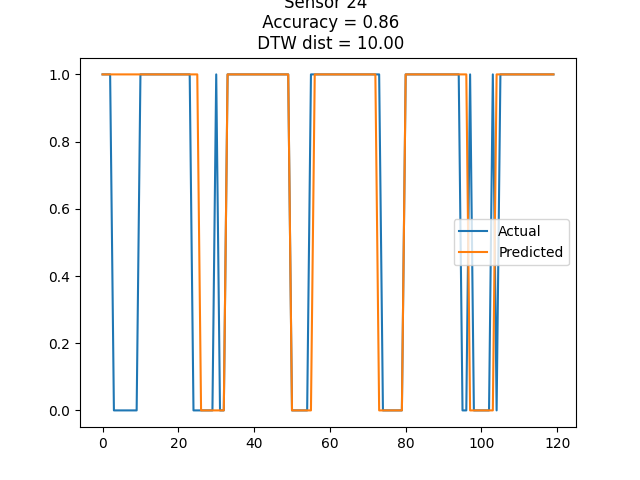 Sensor 24
Accuracy = 0.86
DTW dist = 10.00
1.0
0.8
0.6
0.4
0.2
0.0
Actual
Predicted
0 20 40 60 80 100 120